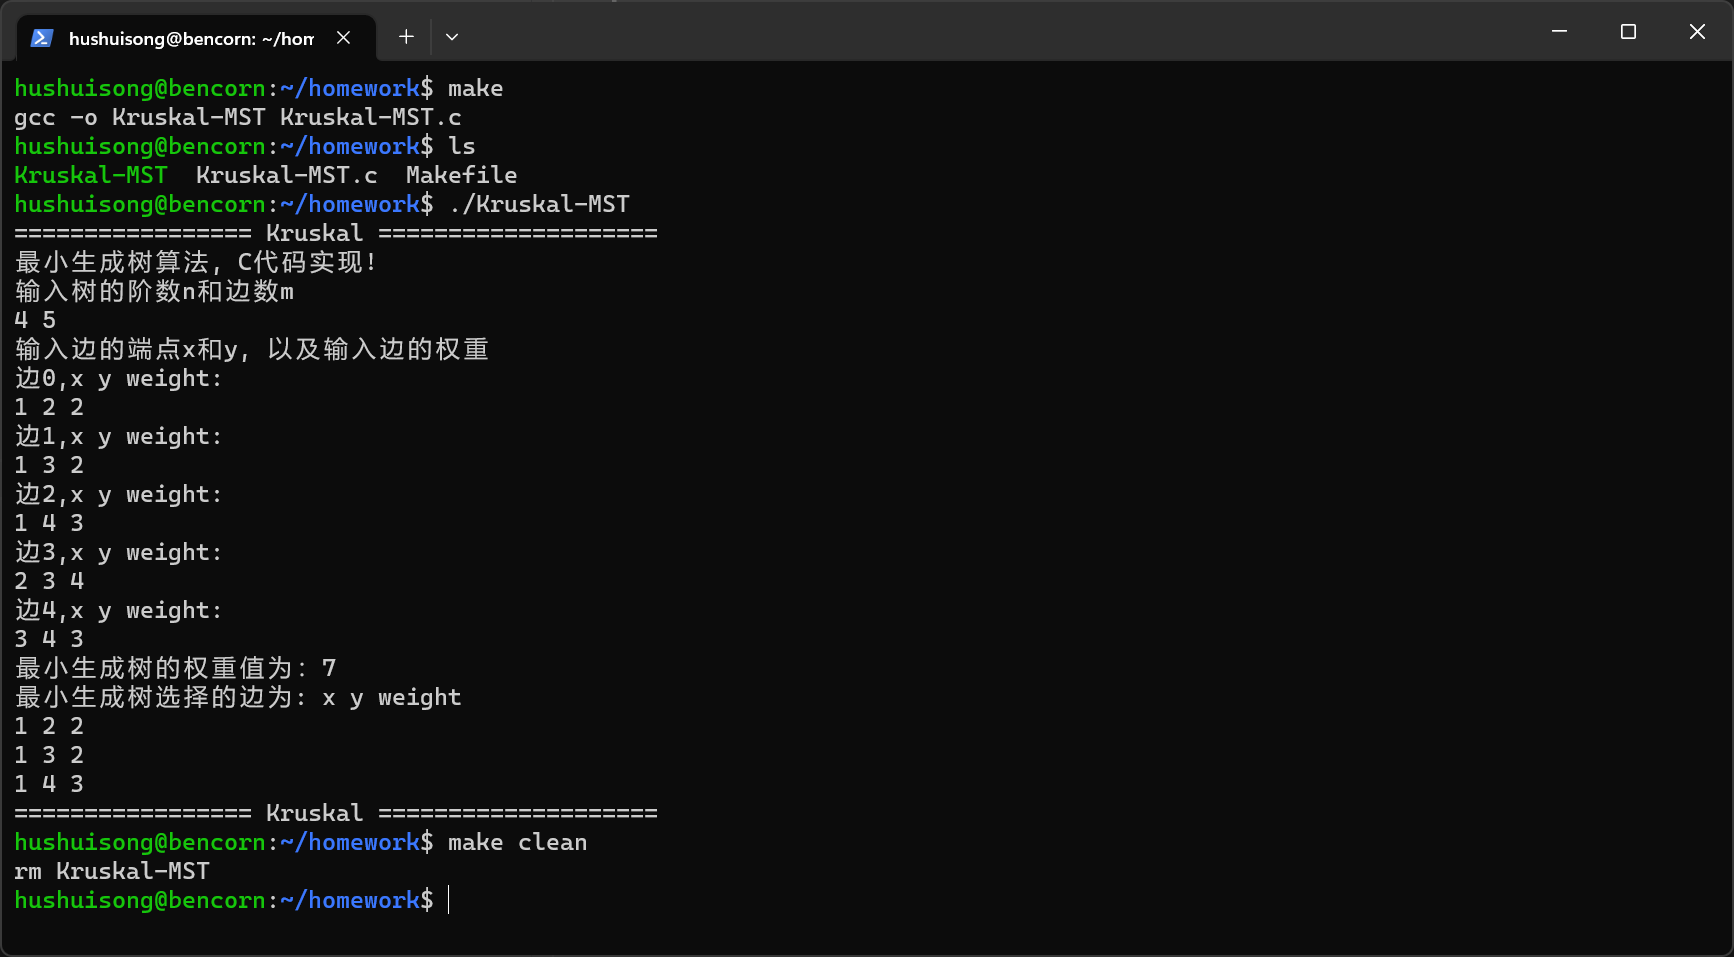 hushuisong@bencorn: ~/hom
hushuisong@bencorn:~/homework$ make
gcc -o Kruskal-MST Kruskal-MST.c
hushuisong@bencorn:~/homework$ ls
Kruskal-MST  Kruskal-MST.c  Makefile
hushuisong@bencorn:~/homework$ ./Kruskal-MST
================= Kruskal ====================
最小生成树算法, C代码实现!
输入树的阶数n和边数m
4 5
输入边的端点x和y, 以及输入边的权重
边0,x y weight:
1 2 2
边1,x y weight:
1 3 2
边2,x y weight:
1 4 3
边3,x y weight:
2 3 4
边4,x y weight:
3 4 3
最小生成树的权重值为: 7
最小生成树选择的边为: x y weight
1 2 2
1 3 2
1 4 3
================= Kruskal ====================
hushuisong@bencorn:~/homework$ make clean
rm Kruskal-MST
hushuisong@bencorn:~/homework$